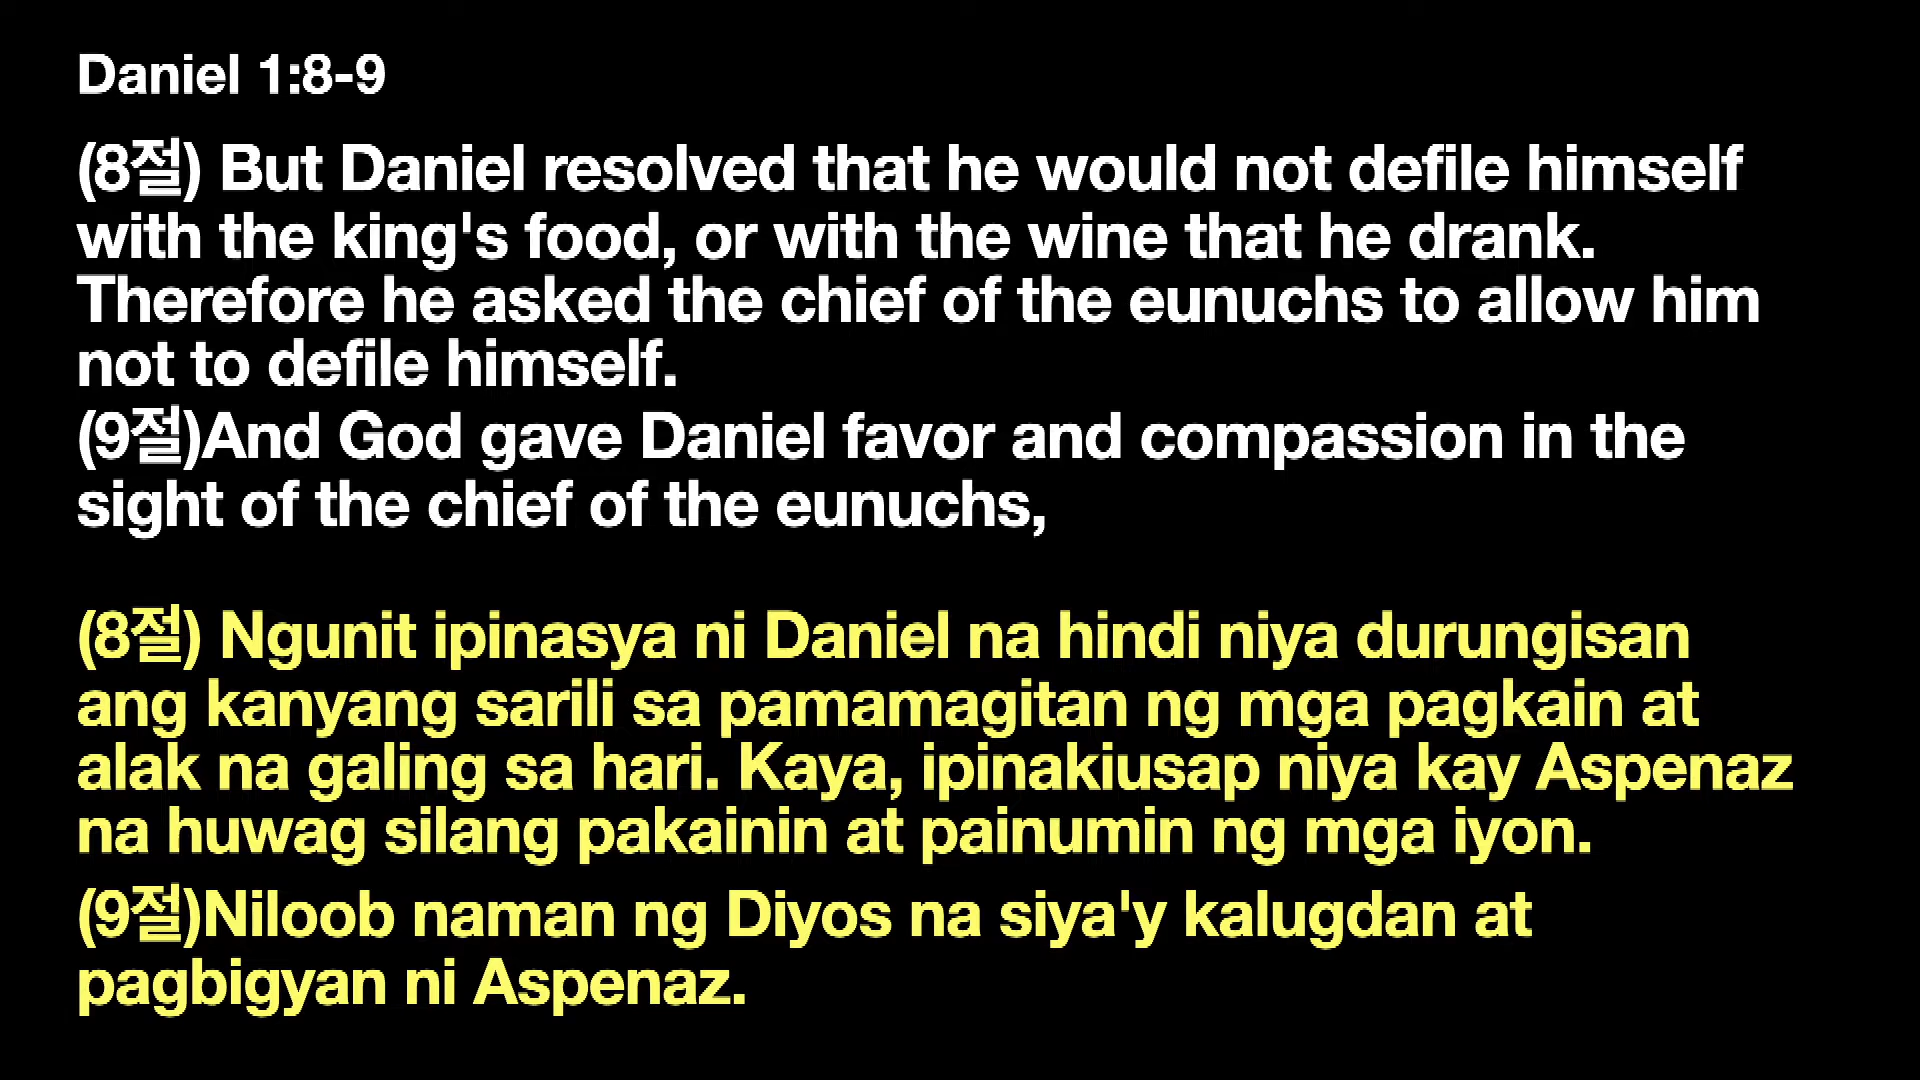 Daniel 1:8-9
(8절) But Daniel resolved that he would not defile himself
with the king's food, or with the wine that he drank.
Therefore he asked the chief of the eunuchs to allow him
not to defile himself.
(9절)And God gave Daniel favor and compassion in the
sight of the chief of the eunuchs,
(8절) Ngunit ipinasya ni Daniel na hindi niya durungisan
ang kanyang sarili sa pamamagitan ng mga pagkain at
alak na galing sa hari. Kaya, ipinakiusap niya kay Aspenaz
na huwag silang pakainin at painumin ng mga iyon.
(9절)Niloob naman ng Diyos na siya'y kalugdan at
pagbigyan ni Aspenaz.